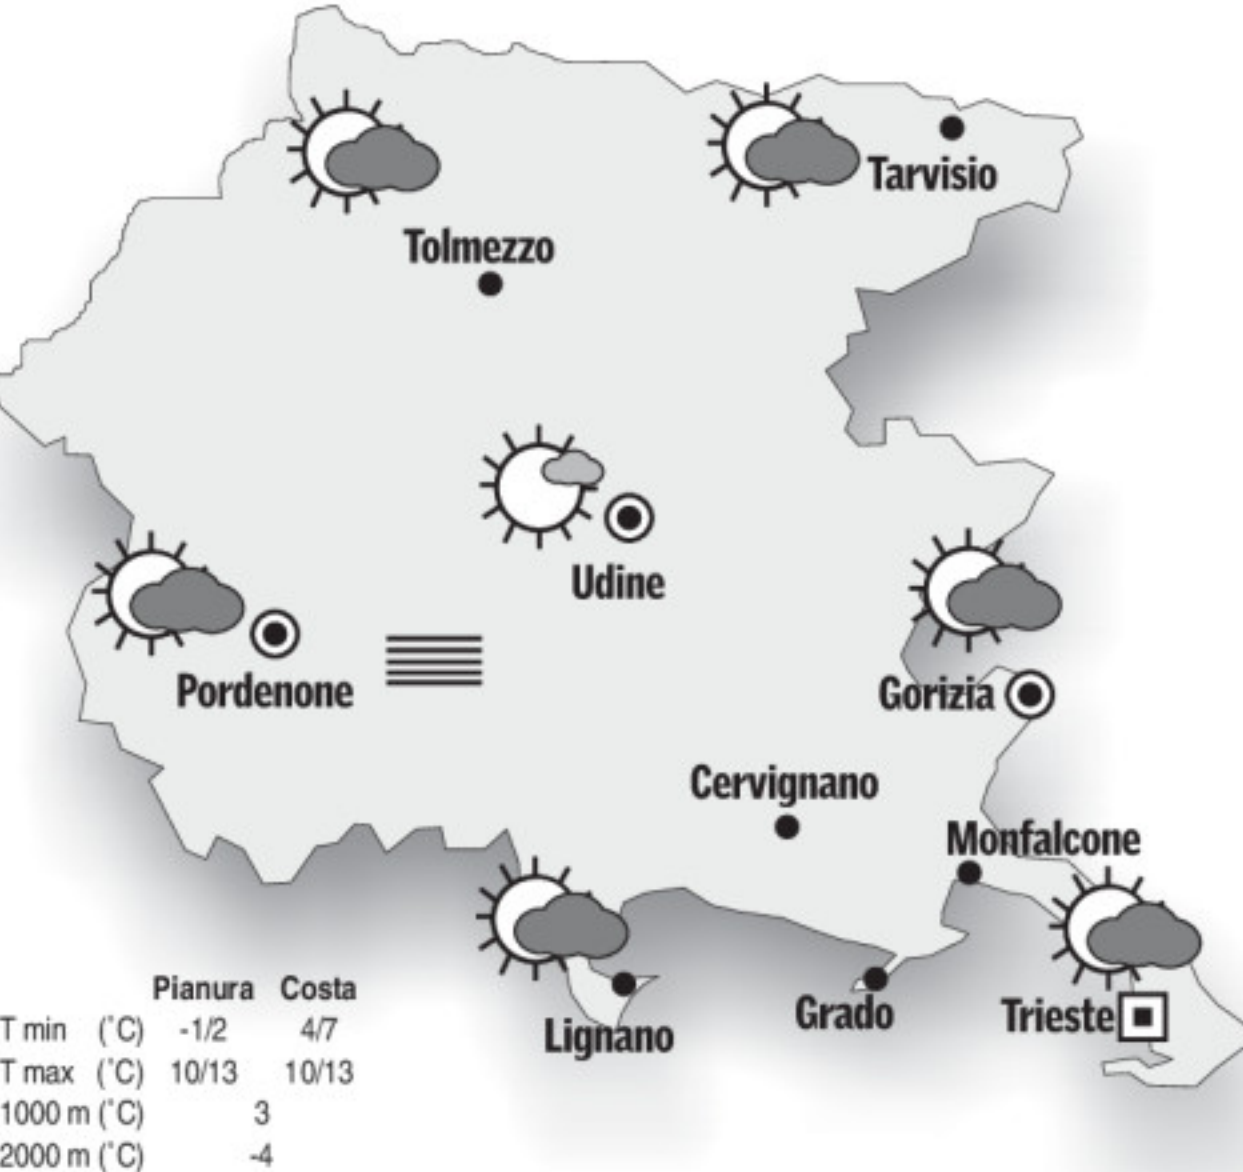 Tarvisio
Tolmezzo
Udine
Pordenone
Gorizia
Cervignano
Monfalcone
Grado
Trieste
Lignano
Pianura Costa
T min (°C) -1/2 4/7
T max (°C) 10/13 10/13
1000 m (°C) 3
2000 m (°C) -4